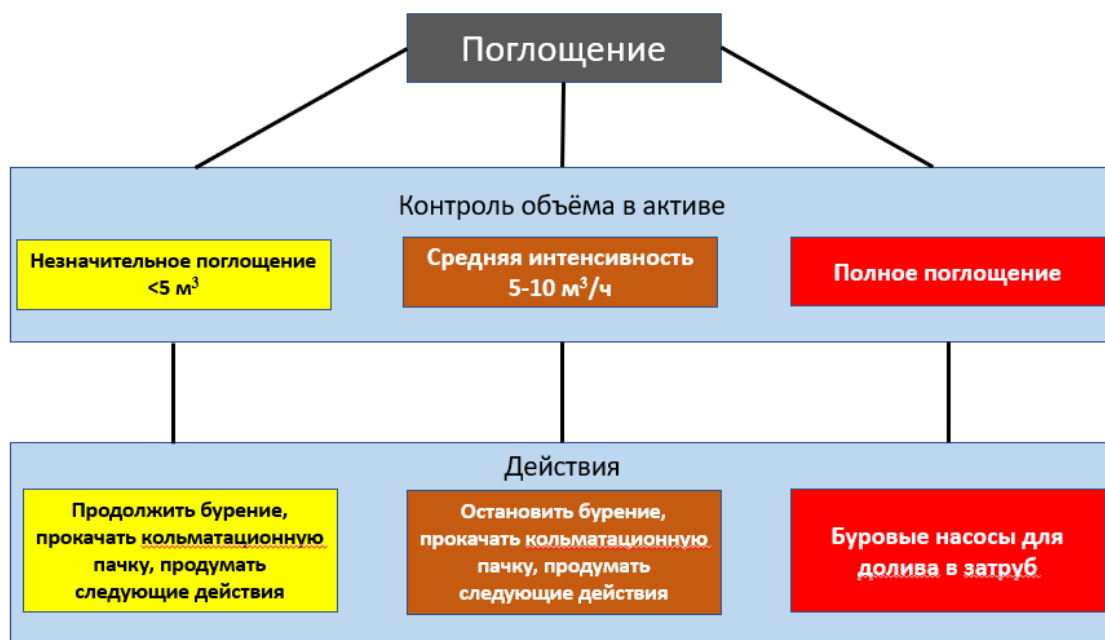 Поглощение
Контроль объёма в активе
Незначительное поглощение
<5 м³
Средняя интенсивность
5-10 м³/ч
Полное поглощение
Действия
Продолжить бурение,
прокачать кольматационную
пачку, продумать
следующие действия
Остановить бурение,
прокачать кольматационную
пачку, продумать
следующие действия
Буровые насосы для
долива в затруб